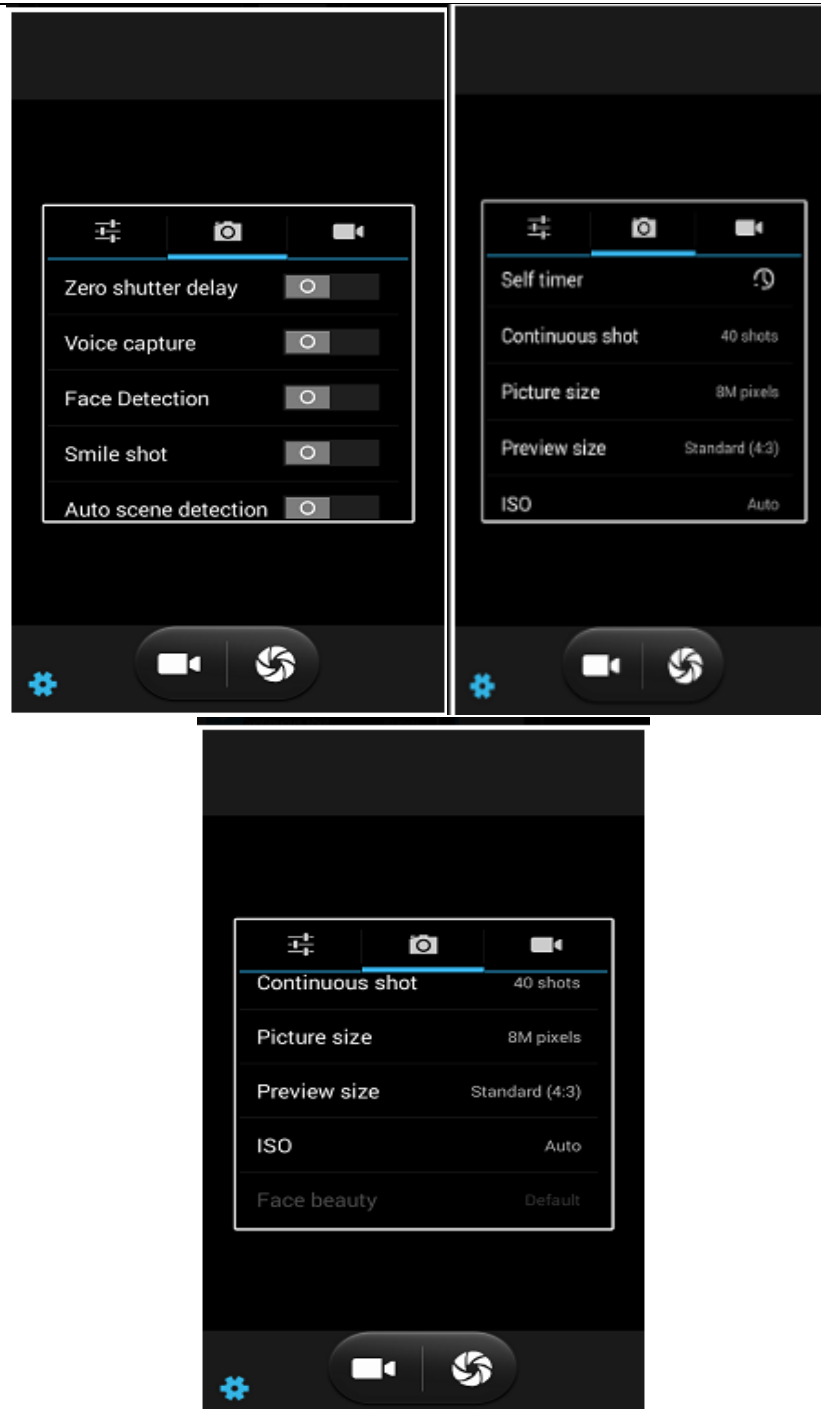 Zero shutter delay
Voice capture
Face Detection
Smile shot
Auto scene detection
Self timer
Continuous shot 40 shots
Picture size 8M pixels
Preview size Standard (4:3)
ISO Auto
Continuous shot 40 shots
Picture size 8M pixels
Preview size Standard (4:3)
ISO Auto
Face beauty Default